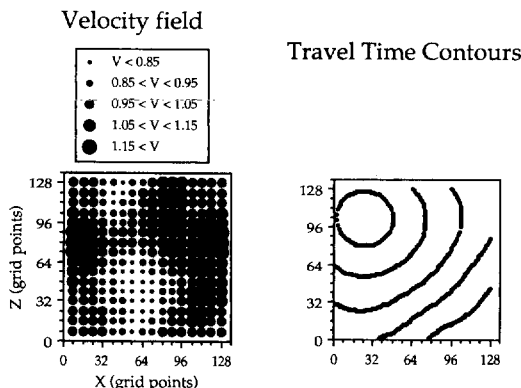 Velocity field
V < 0.85
0.85 < V < 0.95
0.95 < V < 1.05
1.05 < V < 1.15
1.15 < V
Travel Time Contours
128
96
64
32
0
Z (grid points)
0 32 64 96 128
X (grid points)
128
96
64
32
0
0 32 64 96 128